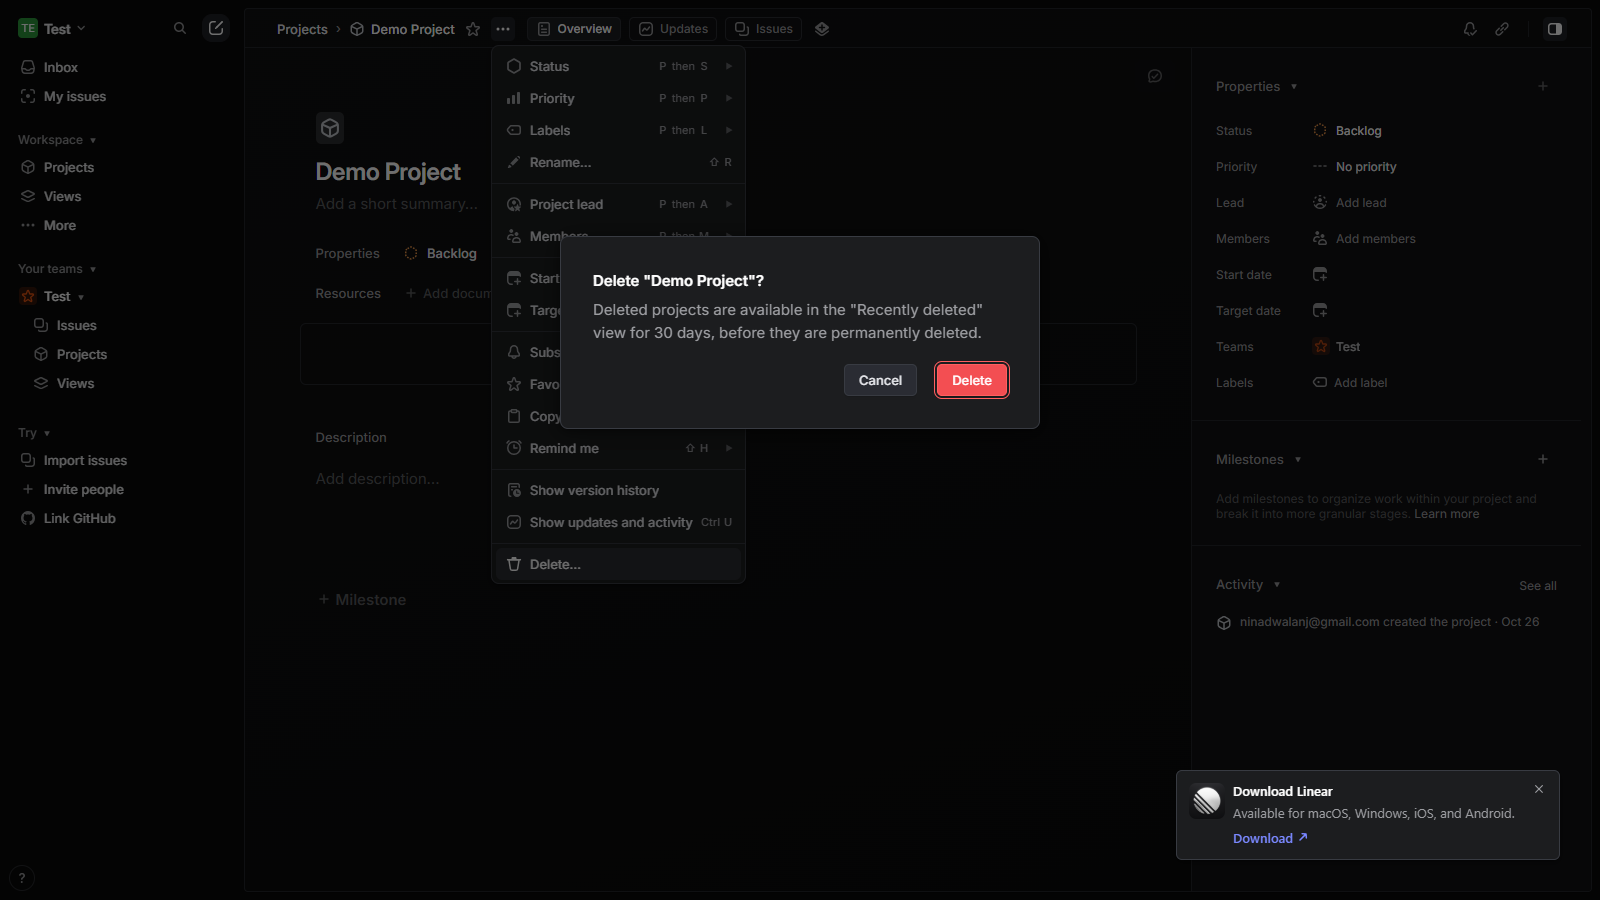 TE Test
Inbox
My issues
Workspace
Projects
Views
More
Your teams
Test
Issues
Projects
Views
Try
Import issues
Invite people
Link GitHub
?
Projects › Demo Project
Overview
Updates
Issues
Demo Project
Add a short summary...
Properties Backlog
Resources + Add docum
Description
Add description...
+ Milestone
Status P then S
Priority P then P
Labels P then L
Rename... ⇧ R
Project lead P then A
Members P then M
Start
Targe
Subs
Favo
Copy
Remind me ⇧ H
Show version history
Show updates and activity Ctrl U
Delete...
Delete "Demo Project"?
Deleted projects are available in the "Recently deleted"
view for 30 days, before they are permanently deleted.
Cancel
Delete
Properties
Status Backlog
Priority No priority
Lead Add lead
Members Add members
Start date
Target date
Teams Test
Labels Add label
Milestones
Add milestones to organize work within your project and
break it into more granular stages. Learn more
Activity
See all
ninadwalanj@gmail.com created the project · Oct 26
Download Linear
Available for macOS, Windows, iOS, and Android.
Download ↗